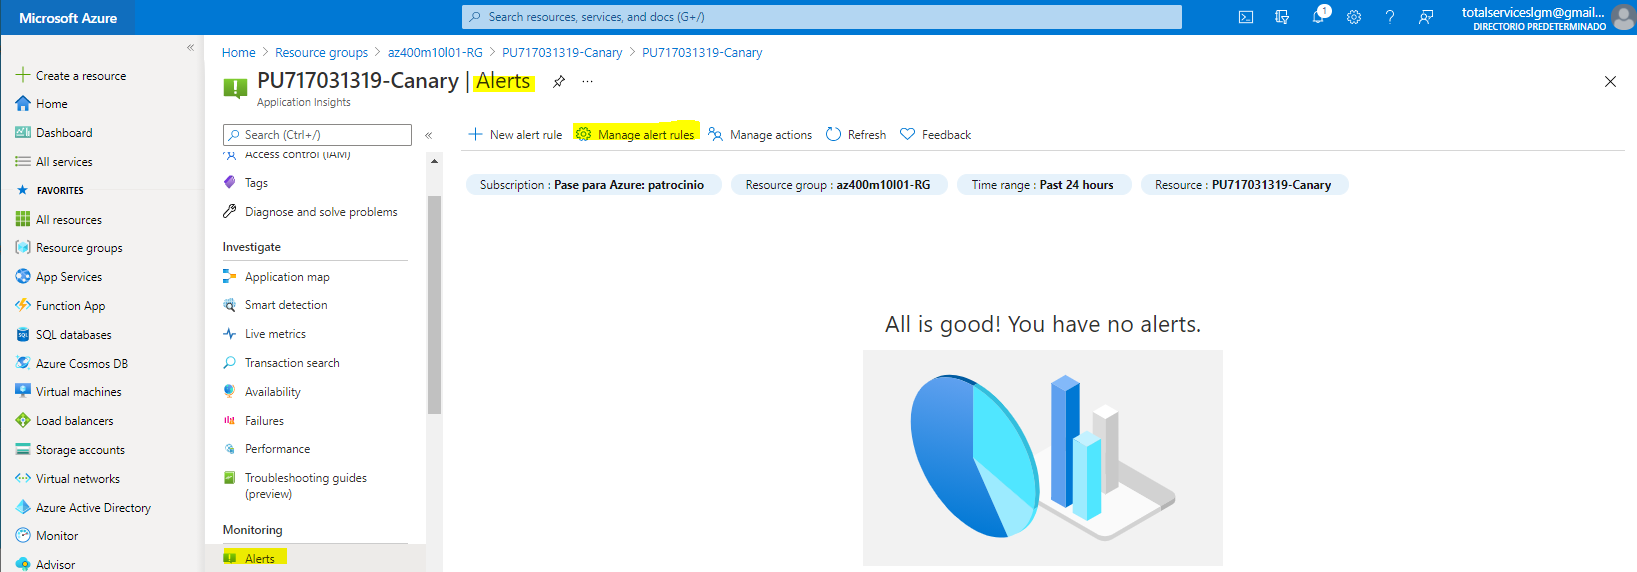 Microsoft Azure
Search resources, services, and docs (G+/)
1
totalserviceslgm@gmail...
DIRECTORIO PREDETERMINADO
«
Create a resource
Home
Dashboard
All services
FAVORITES
All resources
Resource groups
App Services
Function App
SQL databases
Azure Cosmos DB
Virtual machines
Load balancers
Storage accounts
Virtual networks
Azure Active Directory
Monitor
Advisor
Home > Resource groups > az400m10l01-RG > PU717031319-Canary > PU717031319-Canary
PU717031319-Canary | Alerts
...
Application Insights
Search (Ctrl+/)
«
Access control (IAM)
Tags
Diagnose and solve problems
Investigate
Application map
Smart detection
Live metrics
Transaction search
Availability
Failures
Performance
Troubleshooting guides
(preview)
Monitoring
Alerts
New alert rule
Manage alert rules
Manage actions
Refresh
Feedback
Subscription : Pase para Azure: patrocinio
Resource group : az400m10l01-RG
Time range : Past 24 hours
Resource : PU717031319-Canary
All is good! You have no alerts.